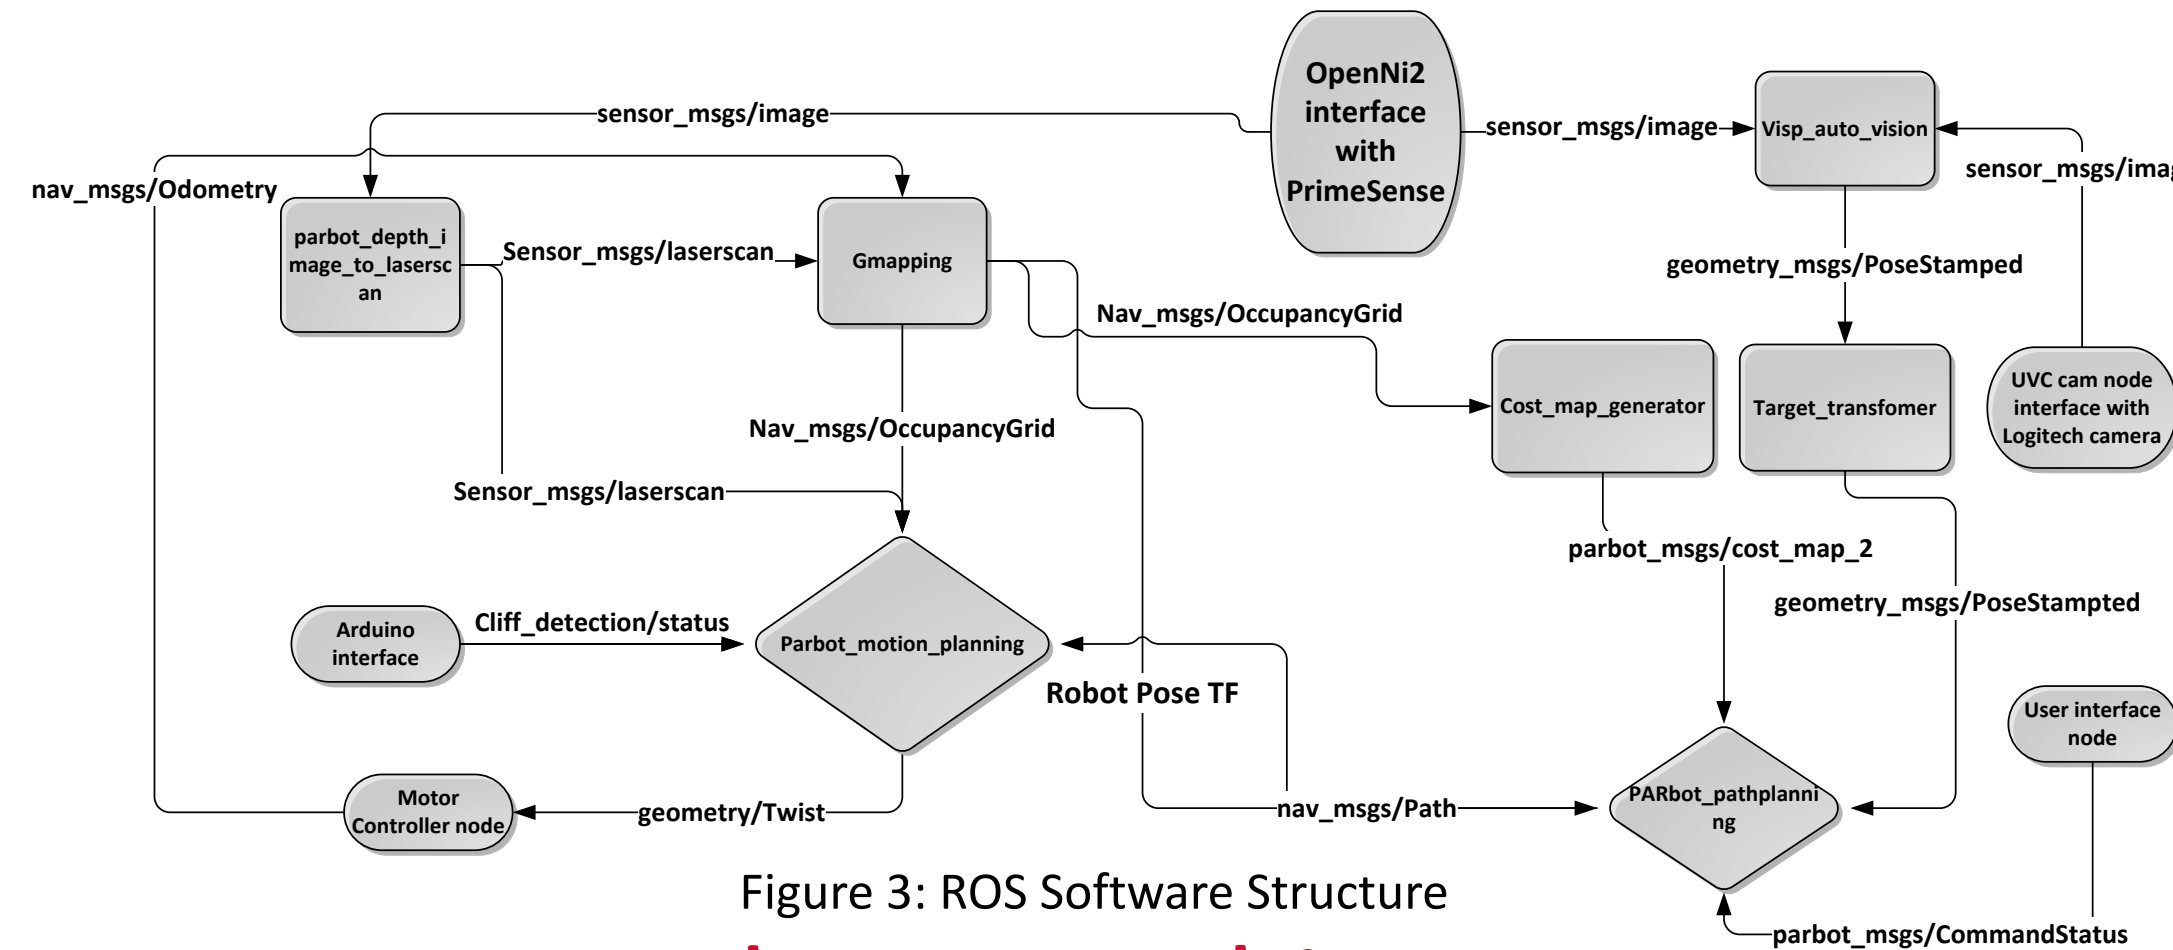 OpenNi2
interface
with
PrimeSense
sensor_msgs/image
sensor_msgs/image
Visp_auto_vision
sensor_msgs/imag
nav_msgs/Odometry
parbot_depth_i
mage_to_lasersc
an
Sensor_msgs/laserscan
Gmapping
geometry_msgs/PoseStamped
Nav_msgs/OccupancyGrid
Cost_map_generator
Target_transfomer
UVC cam node
interface with
Logitech camera
Nav_msgs/OccupancyGrid
Sensor_msgs/laserscan
parbot_msgs/cost_map_2
geometry_msgs/PoseStampted
Arduino
interface
Cliff_detection/status
Parbot_motion_planning
Robot Pose TF
User interface
node
Motor
Controller node
geometry/Twist
nav_msgs/Path
PARbot_pathplanni
ng
Figure 3: ROS Software Structure
parbot_msgs/CommandStatus